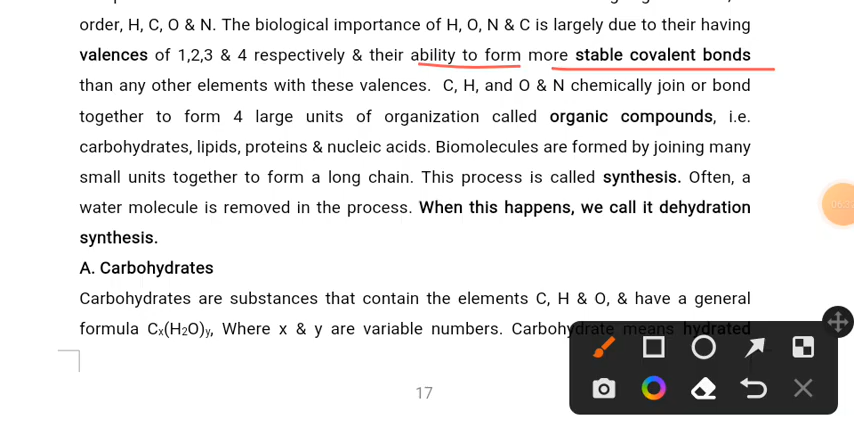 order, H, C, O & N. The biological importance of H, O, N & C is largely due to their having
valences of 1,2,3 & 4 respectively & their ability to form more stable covalent bonds
than any other elements with these valences. C, H, and O & N chemically join or bond
together to form 4 large units of organization called organic compounds, i.e.
carbohydrates, lipids, proteins & nucleic acids. Biomolecules are formed by joining many
small units together to form a long chain. This process is called synthesis. Often, a
water molecule is removed in the process. When this happens, we call it dehydration
synthesis.
A. Carbohydrates
Carbohydrates are substances that contain the elements C, H & O, & have a general
formula Cx(H2O)y, Where x & y are variable numbers. Carbohydrate means hydrated
17